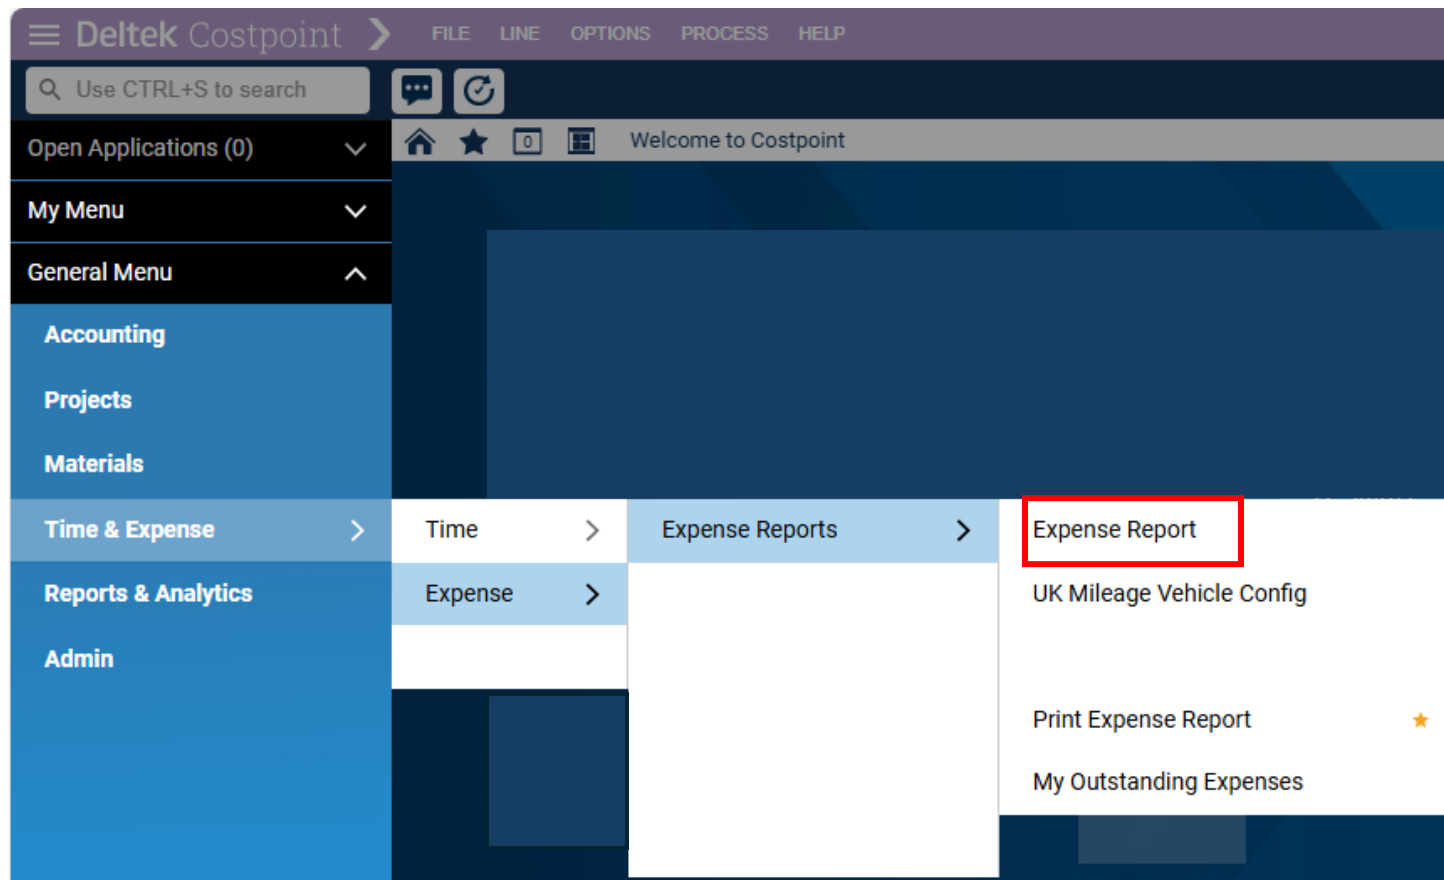 Deltek Costpoint
FILE LINE OPTIONS PROCESS HELP
Use CTRL+S to search
Open Applications (0)
0
Welcome to Costpoint
My Menu
General Menu
Accounting
Projects
Materials
Time & Expense
Time
Expense Reports
Expense Report
Reports & Analytics
Expense
UK Mileage Vehicle Config
Admin
Print Expense Report
My Outstanding Expenses